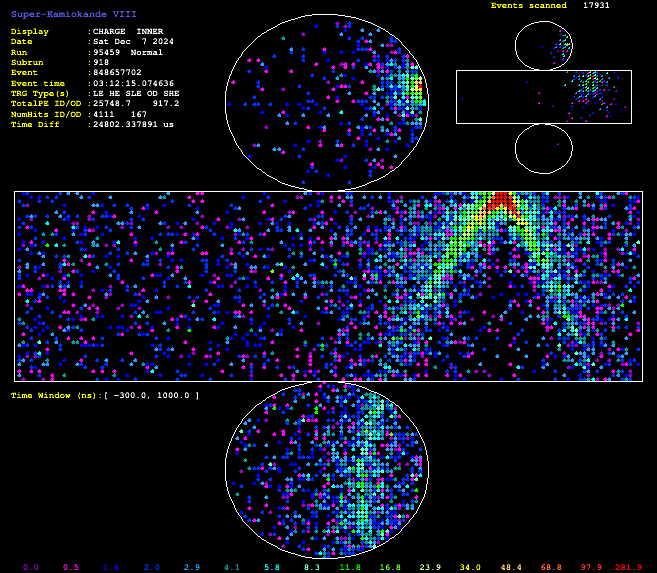 Events scanned 17931
Super-Kamiokande VIII
Display :CHARGE INNER
Date :Sat Dec 7 2024
Run :95459 Normal
Subrun :918
Event :848657702
Event time :03:12:15.074636
TRG Type(s) :LE HE SLE OD SHE
TotalPE ID/OD :25748.7 917.2
NumHits ID/OD :4111 167
Time Diff :24802.337891 us
Time Window (ns):[ -300.0, 1000.0 ]
0.0 0.5 1.4 2.0 2.9 4.1 5.8 8.3 11.8 16.8 23.9 34.0 48.4 68.8 97.9 281.9